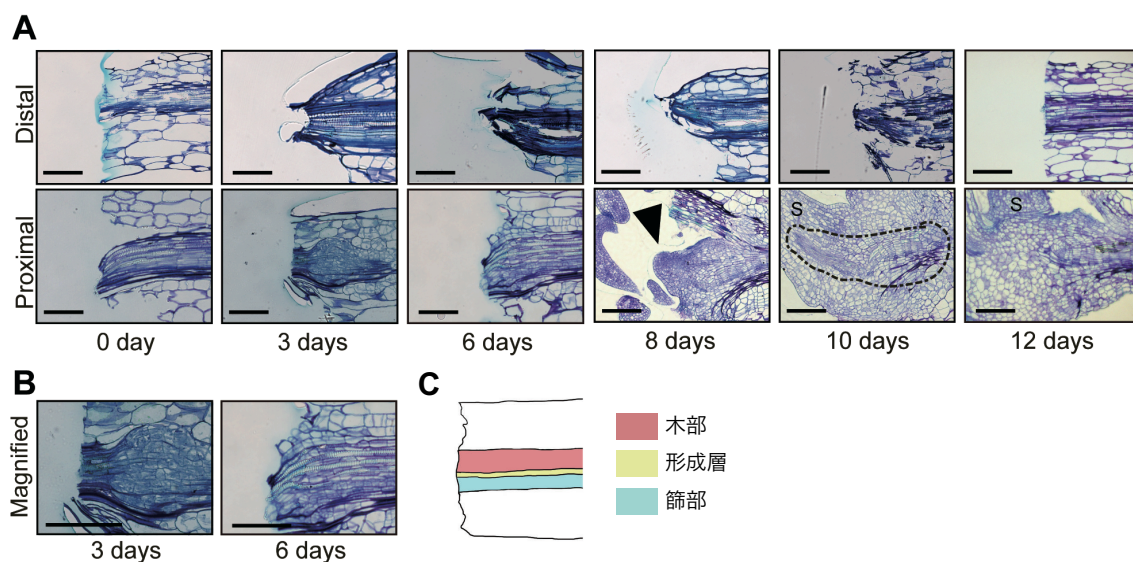 A
Distal
Proximal
S
S
0 day
3 days
6 days
8 days
10 days
12 days
B
Magnified
3 days
6 days
C
木部
形成層
篩部